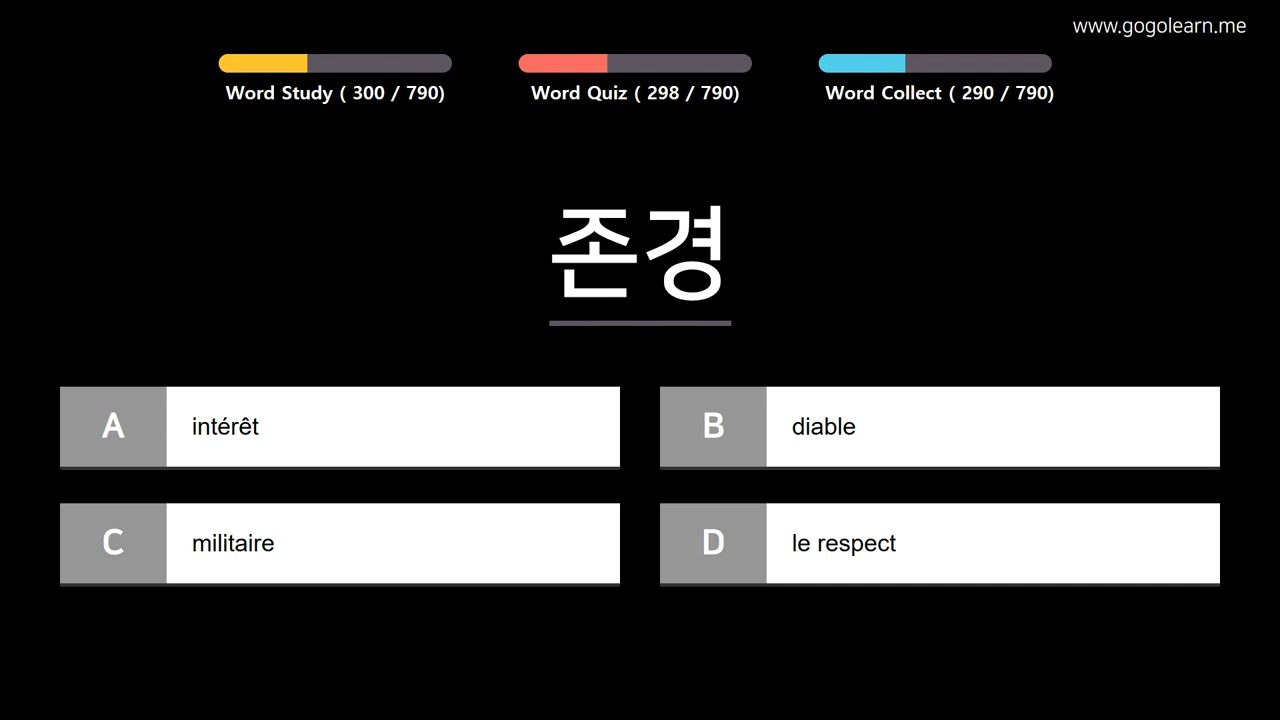 www.gogolearn.me
Word Study ( 300 / 790)
Word Quiz ( 298 / 790)
Word Collect ( 290 / 790)
존경
A intérêt
B diable
C militaire
D le respect